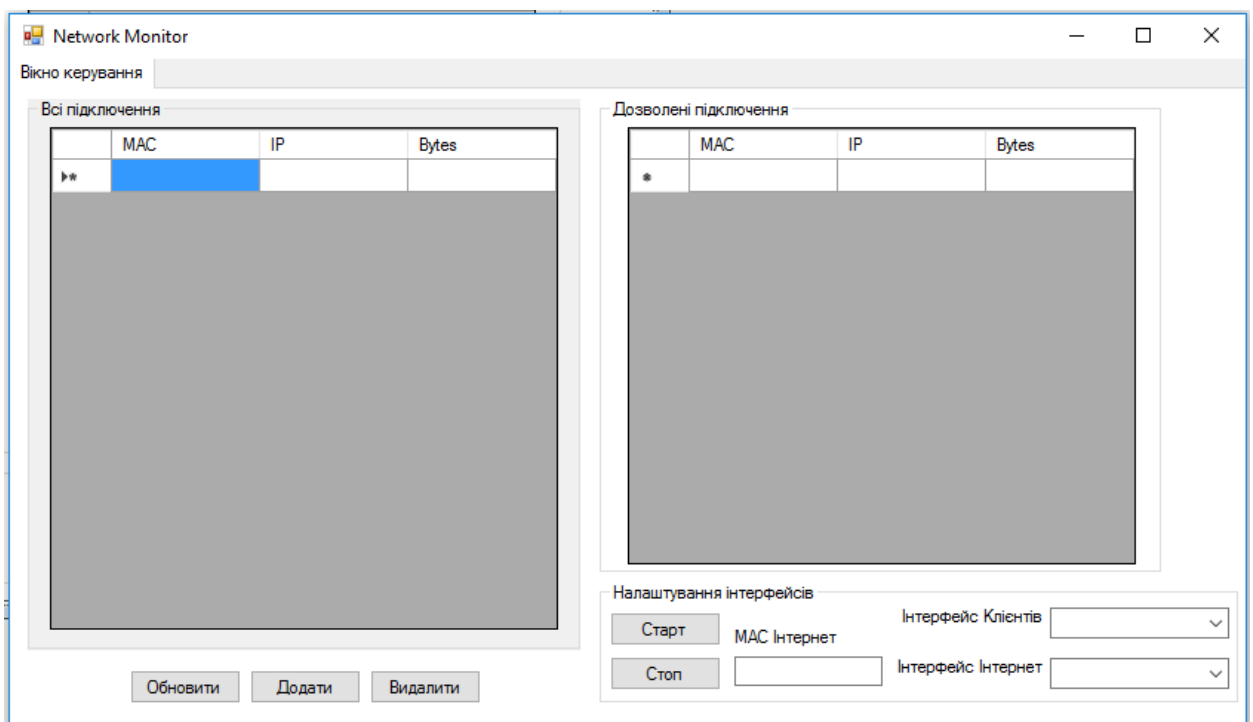 Network Monitor
Вікно керування
Всі підключення
MAC IP Bytes
Дозволені підключення
MAC IP Bytes
Обновити Додати Видалити
Налаштування інтерфейсів
Старт
Стоп
MAC Інтернет
Інтерфейс Клієнтів
Інтерфейс Інтернет